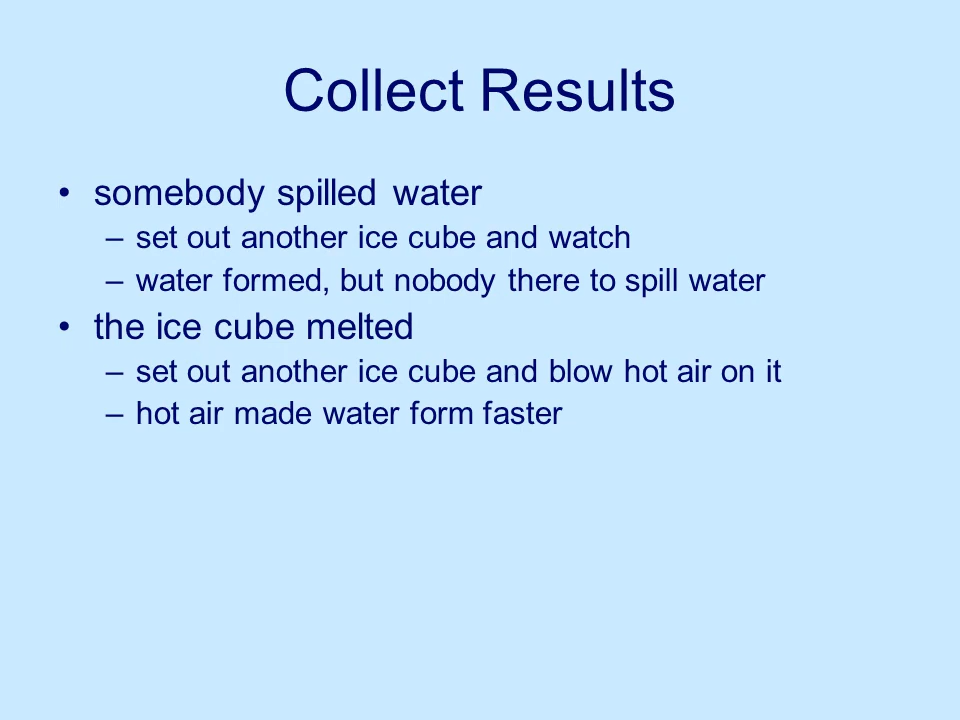 Collect Results
• somebody spilled water
– set out another ice cube and watch
– water formed, but nobody there to spill water
• the ice cube melted
– set out another ice cube and blow hot air on it
– hot air made water form faster